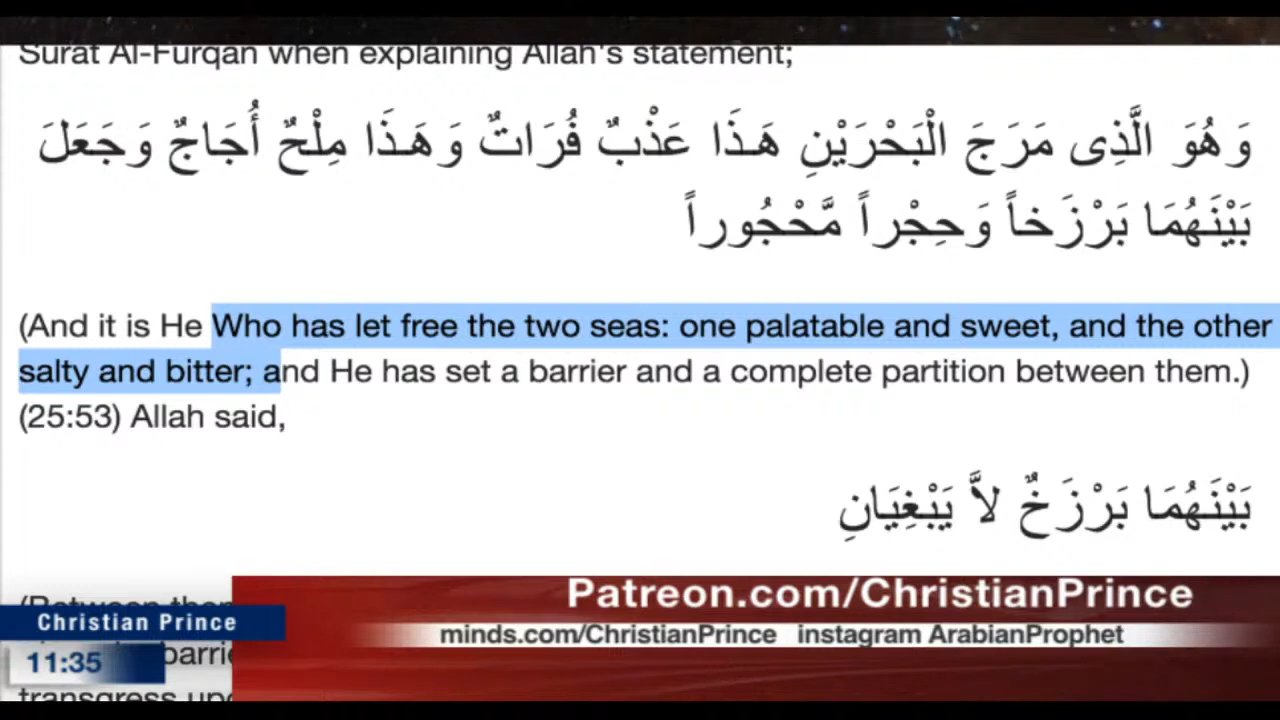 Surat Al-Furqan when explaining Allah's statement;
وَهُوَ الَّذِى مَرَجَ الْبَحْرَيْنِ هَـذَا عَذْبٌ فُرَاتٌ وَهَـذَا مِلْحٌ أُجَاجٌ وَجَعَلَ
بَيْنَهُمَا بَرْزَخاً وَحِجْراً مَّحْجُوراً
(And it is He Who has let free the two seas: one palatable and sweet, and the other
salty and bitter; and He has set a barrier and a complete partition between them.)
(25:53) Allah said,
بَيْنَهُمَا بَرْزَخٌ لاَّ يَبْغِيَانِ
Patreon.com/ChristianPrince
Christian Prince
minds.com/ChristianPrince instagram ArabianProphet
11:35